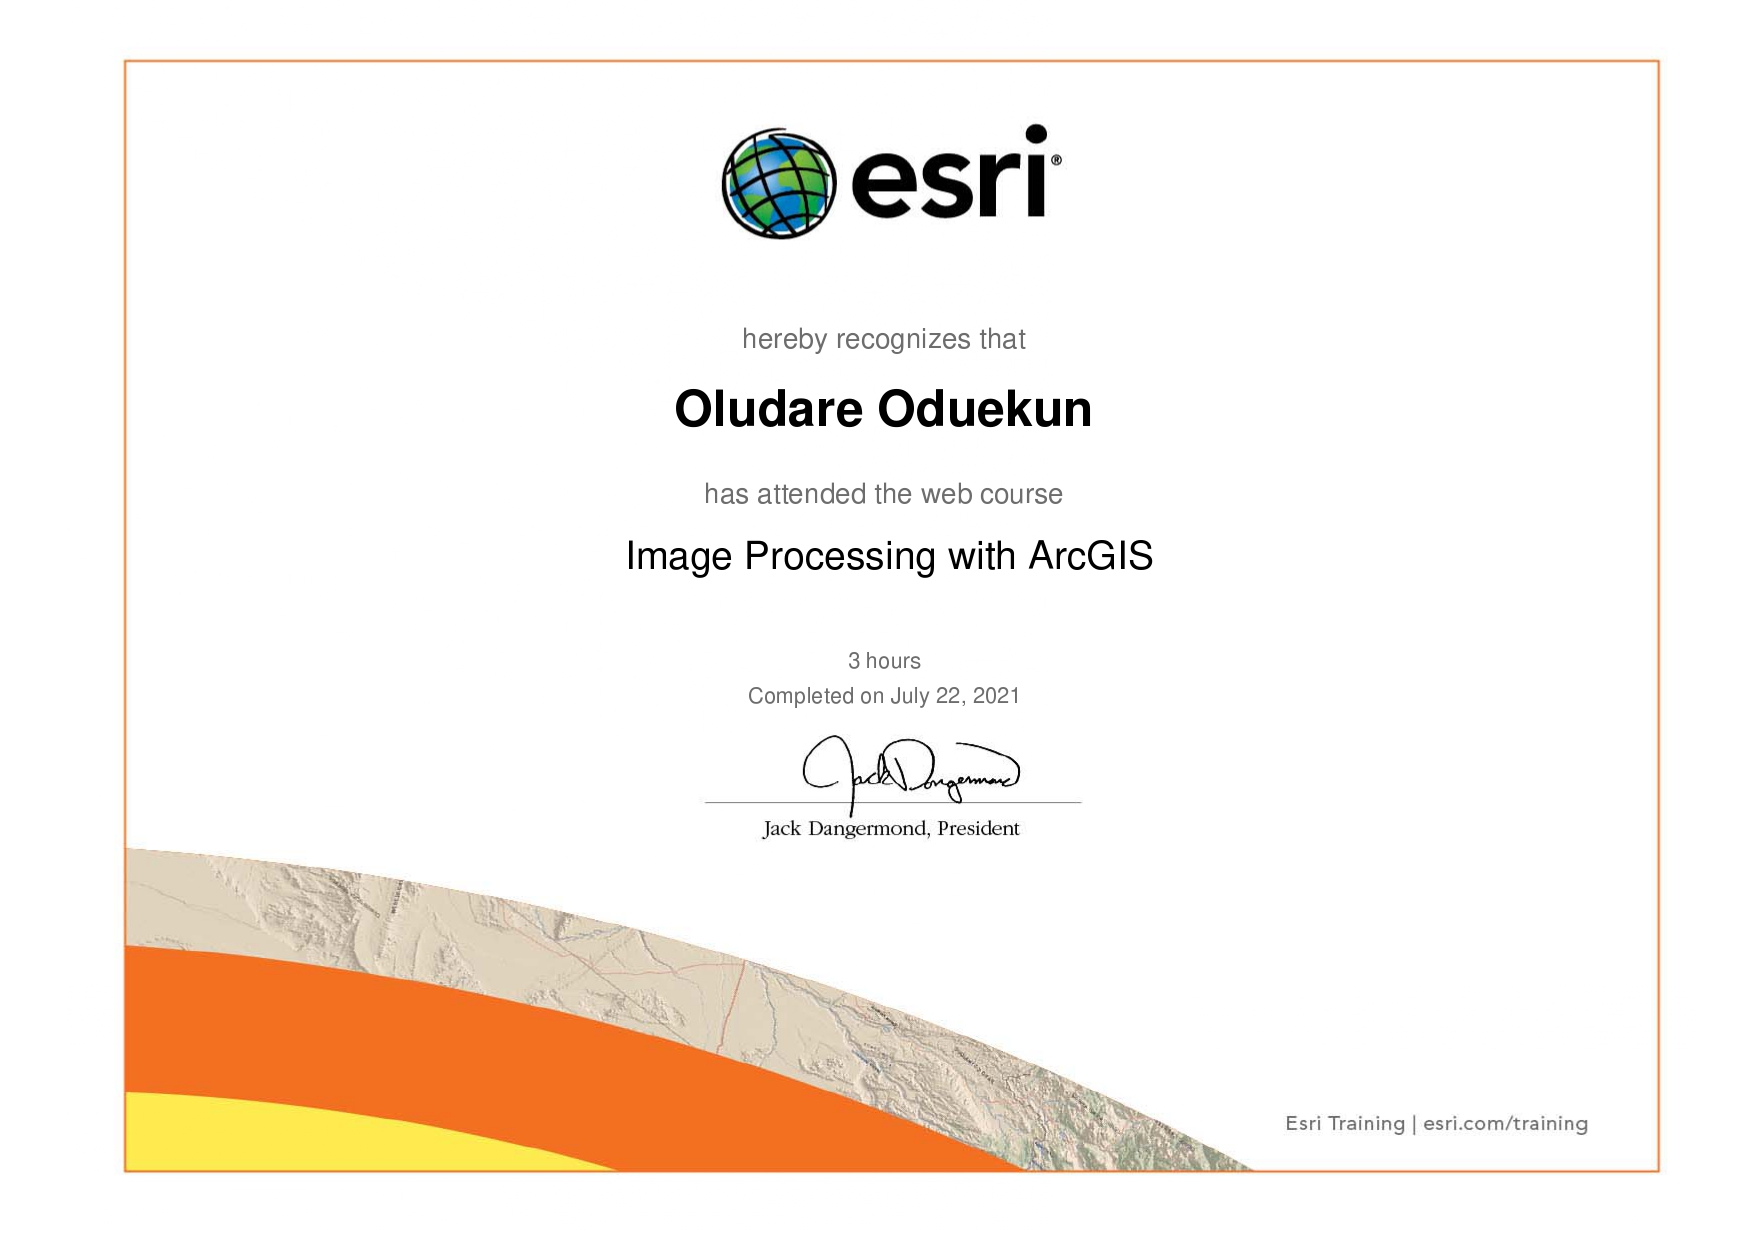 esri®
hereby recognizes that
Oludare Oduekun
has attended the web course
Image Processing with ArcGIS
3 hours
Completed on July 22, 2021
Jack Dangermond
Jack Dangermond, President
Esri Training | esri.com/training